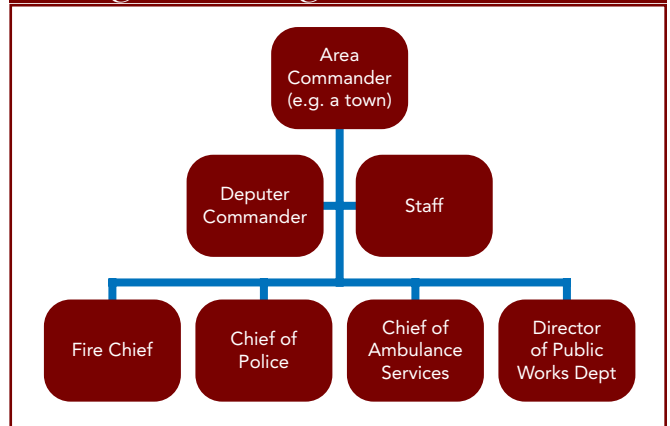 Area
Commander
(e.g. a town)
Deputer
Commander
Staff
Fire Chief
Chief of
Police
Chief of
Ambulance
Services
Director
of Public
Works Dept